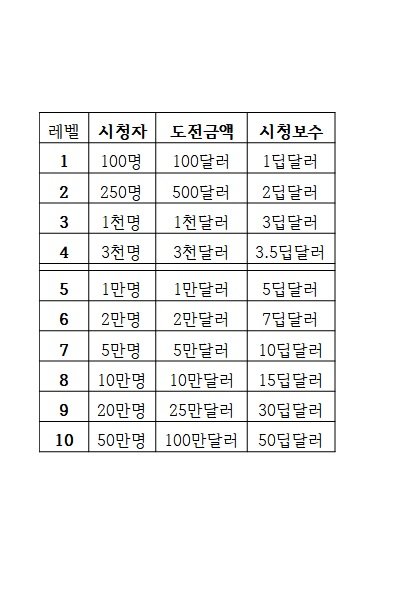 레벨 시청자 도전금액 시청보수
1 100명 100달러 1딥달러
2 250명 500달러 2딥달러
3 1천명 1천달러 3딥달러
4 3천명 3천달러 3.5딥달러
5 1만명 1만달러 5딥달러
6 2만명 2만달러 7딥달러
7 5만명 5만달러 10딥달러
8 10만명 10만달러 15딥달러
9 20만명 25만달러 30딥달러
10 50만명 100만달러 50딥달러